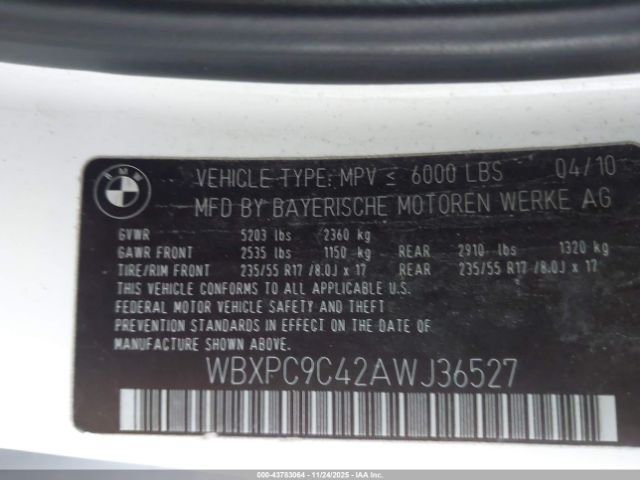 BMW
VEHICLE TYPE: MPV ≤ 6000 LBS 04/10
MFD BY BAYERISCHE MOTOREN WERKE AG
GVWR 5203 lbs 2360 kg
GAWR FRONT 2535 lbs 1150 kg REAR 2910 lbs 1320 kg
TIRE/RIM FRONT 235/55 R17 /8.0J x 17 REAR 235/55 R17 /8.0J x 17
THIS VEHICLE CONFORMS TO ALL APPLICABLE U.S.
FEDERAL MOTOR VEHICLE SAFETY AND THEFT
PREVENTION STANDARDS IN EFFECT ON THE DATE OF
MANUFACTURE SHOWN ABOVE.
WBXPC9C42AWJ36527
000-43783064 - 11/24/2025 - IAAI.COM